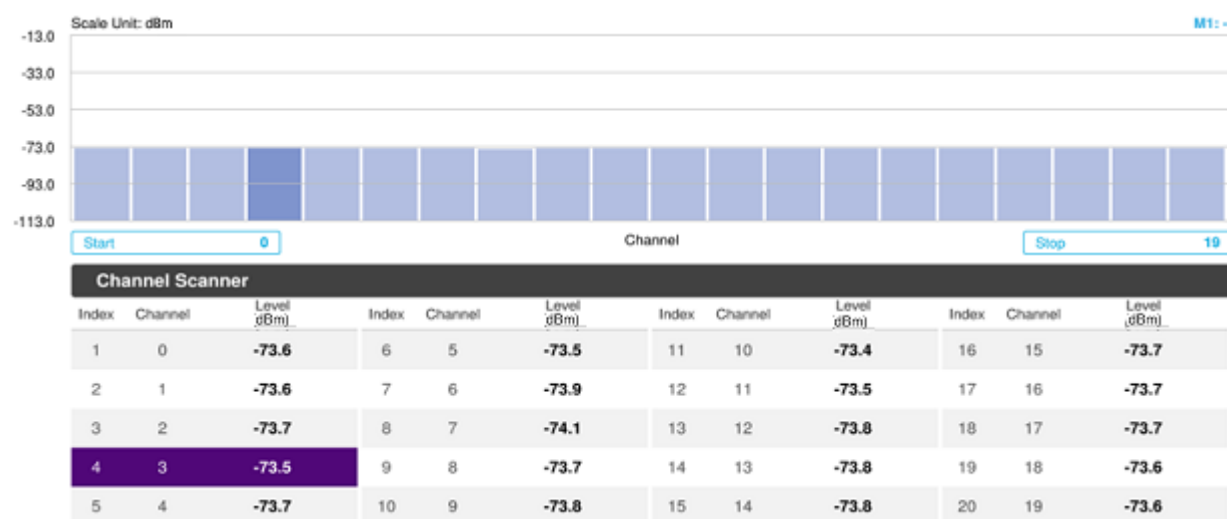 Scale Unit: dBm
M1: -
-13.0
-33.0
-53.0
-73.0
-93.0
-113.0
Start 0
Channel
Stop 19
Channel Scanner
Index Channel Level (dBm) Index Channel Level (dBm) Index Channel Level (dBm) Index Channel Level (dBm)
1 0 -73.6 6 5 -73.5 11 10 -73.4 16 15 -73.7
2 1 -73.6 7 6 -73.9 12 11 -73.5 17 16 -73.7
3 2 -73.7 8 7 -74.1 13 12 -73.8 18 17 -73.7
4 3 -73.5 9 8 -73.7 14 13 -73.8 19 18 -73.6
5 4 -73.7 10 9 -73.8 15 14 -73.8 20 19 -73.6